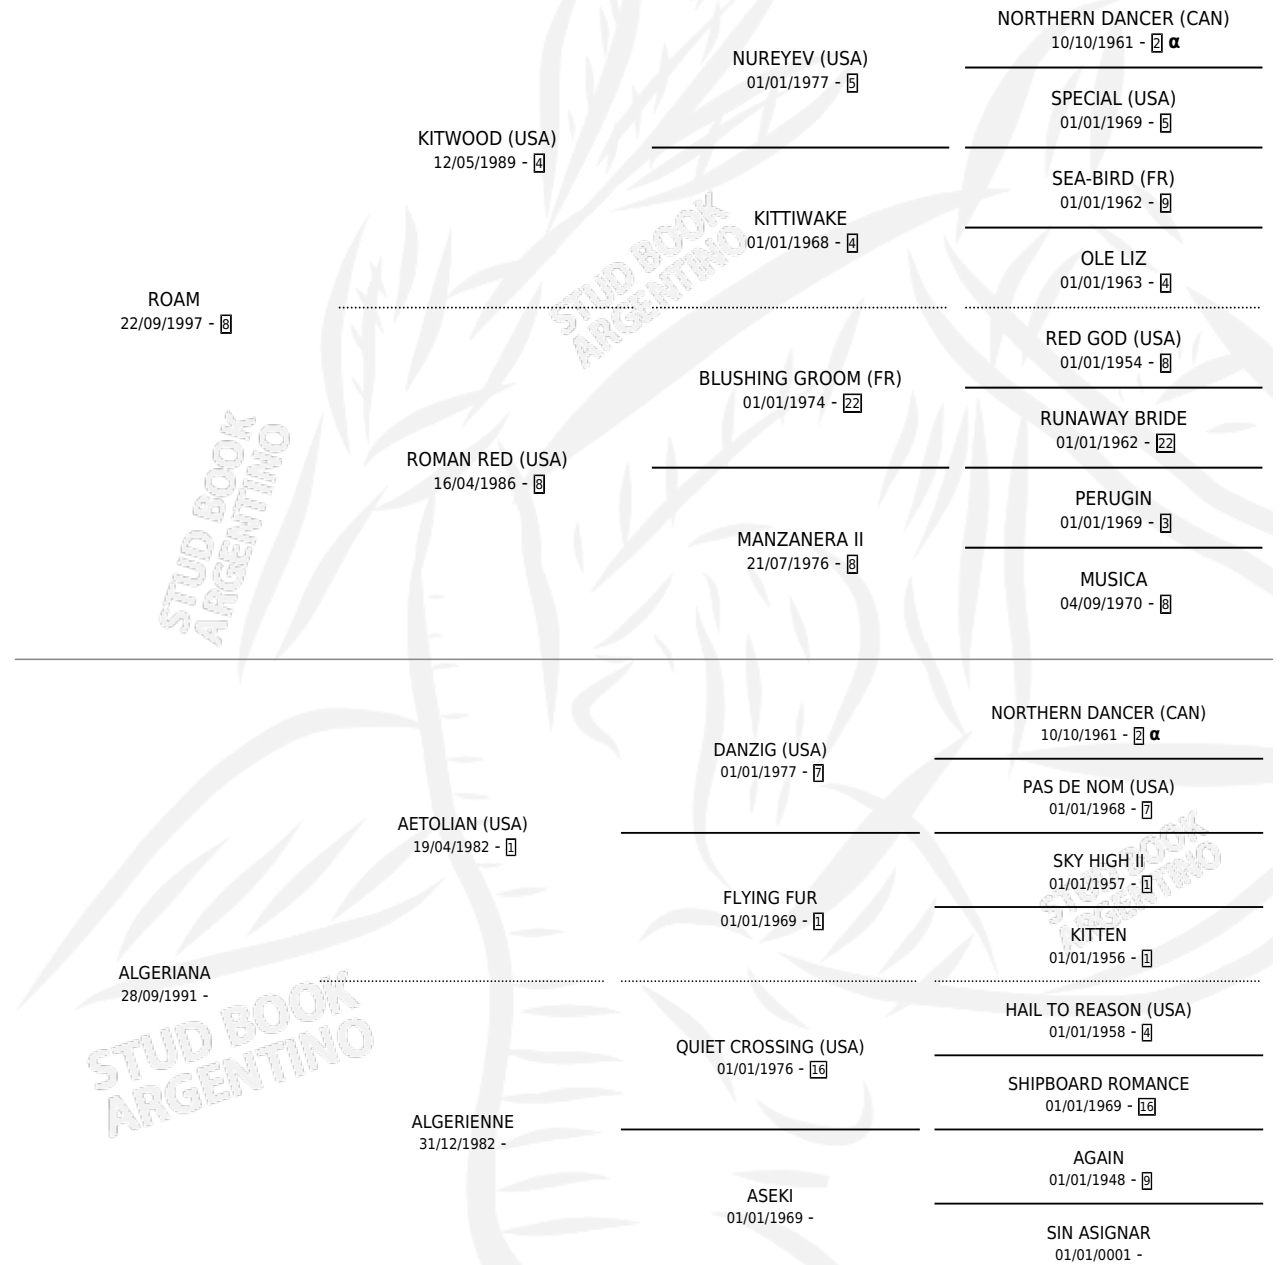 NORTHERN DANCER (CAN)
10/10/1961 - 2 α
NUREYEV (USA)
01/01/1977 - 5
SPECIAL (USA)
01/01/1969 - 5
KITWOOD (USA)
12/05/1989 - 4
SEA-BIRD (FR)
01/01/1962 - 9
KITTIWAKE
01/01/1968 - 4
OLE LIZ
01/01/1963 - 4
ROAM
22/09/1997 - 8
RED GOD (USA)
01/01/1954 - 8
BLUSHING GROOM (FR)
01/01/1974 - 22
RUNAWAY BRIDE
01/01/1962 - 22
ROMAN RED (USA)
16/04/1986 - 8
PERUGIN
01/01/1969 - 3
MANZANERA II
21/07/1976 - 8
MUSICA
04/09/1970 - 8
STUD BOOK
ARGENTINO
STUD BOOK
ARGENTINO
NORTHERN DANCER (CAN)
10/10/1961 - 2 α
DANZIG (USA)
01/01/1977 - 7
PAS DE NOM (USA)
01/01/1968 - 7
AETOLIAN (USA)
19/04/1982 - 1
SKY HIGH II
01/01/1957 - 1
FLYING FUR
01/01/1969 - 1
KITTEN
01/01/1956 - 1
ALGERIANA
28/09/1991 -
HAIL TO REASON (USA)
01/01/1958 - 4
QUIET CROSSING (USA)
01/01/1976 - 16
SHIPBOARD ROMANCE
01/01/1969 - 16
ALGERIENNE
31/12/1982 -
AGAIN
01/01/1948 - 9
ASEKI
01/01/1969 -
SIN ASIGNAR
01/01/0001 -
STUD BOOK
ARGENTINO
STUD BOOK
ARGENTINO